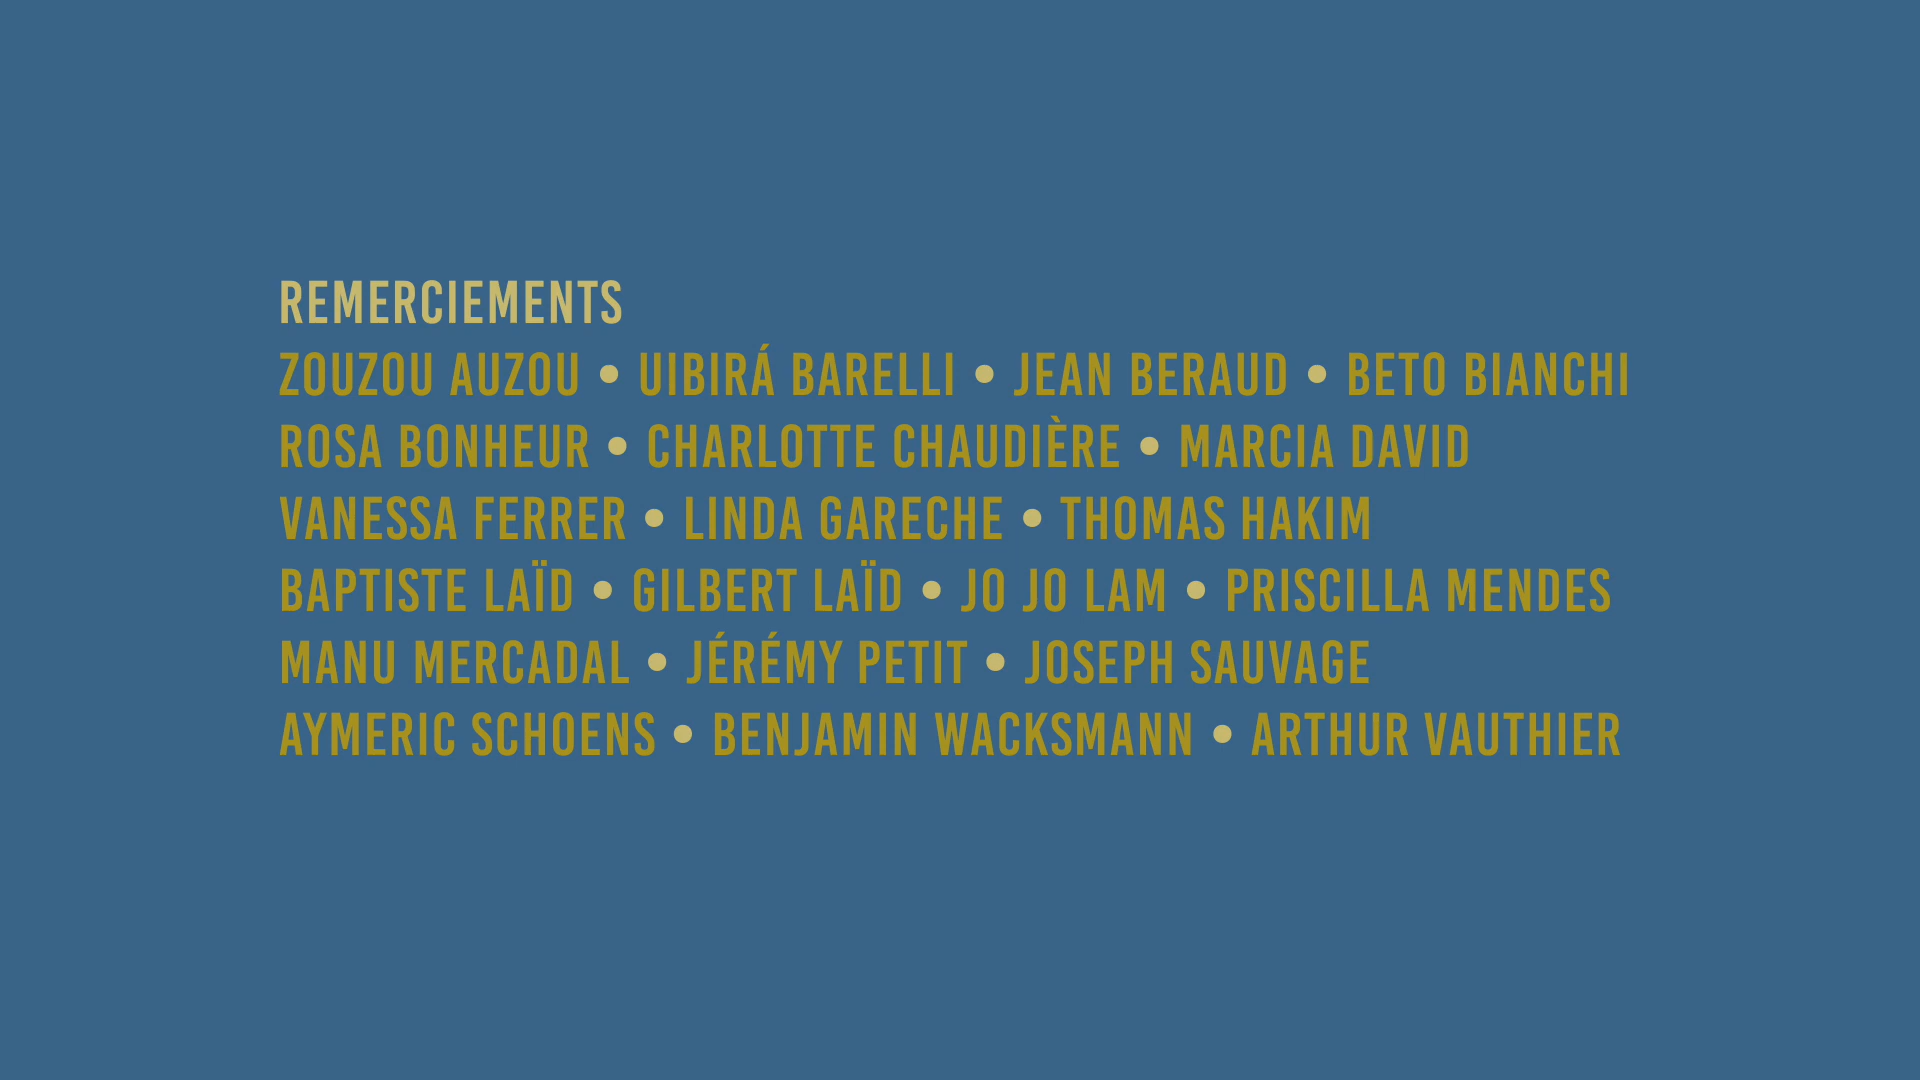 REMERCIEMENTS
ZOUZOU AUZOU • UIBIRÁ BARELLI • JEAN BERAUD • BETO BIANCHI
ROSA BONHEUR • CHARLOTTE CHAUDIÈRE • MARCIA DAVID
VANESSA FERRER • LINDA GARECHE • THOMAS HAKIM
BAPTISTE LAÏD • GILBERT LAÏD • JO JO LAM • PRISCILLA MENDES
MANU MERCADAL • JÉRÉMY PETIT • JOSEPH SAUVAGE
AYMERIC SCHOENS • BENJAMIN WACKSMANN • ARTHUR VAUTHIER